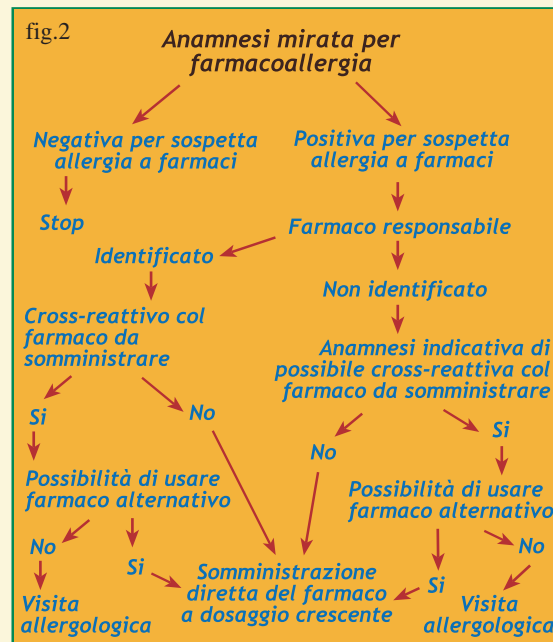 fig.2
Anamnesi mirata per
farmacoallergia
Negativa per sospetta
allergia a farmaci
Positiva per sospetta
allergia a farmaci
Stop
Farmaco responsabile
Identificato
Non identificato
Cross-reattivo col
farmaco da
somministrare
Anamnesi indicativa di
possibile cross-reattiva col
farmaco da somministrare
Si
No
No
Si
Possibilità di usare
farmaco alternativo
Possibilità di usare
farmaco alternativo
No
Si
Somministrazione
diretta del farmaco
a dosaggio crescente
Si
No
Visita
allergologica
Visita
allergologica